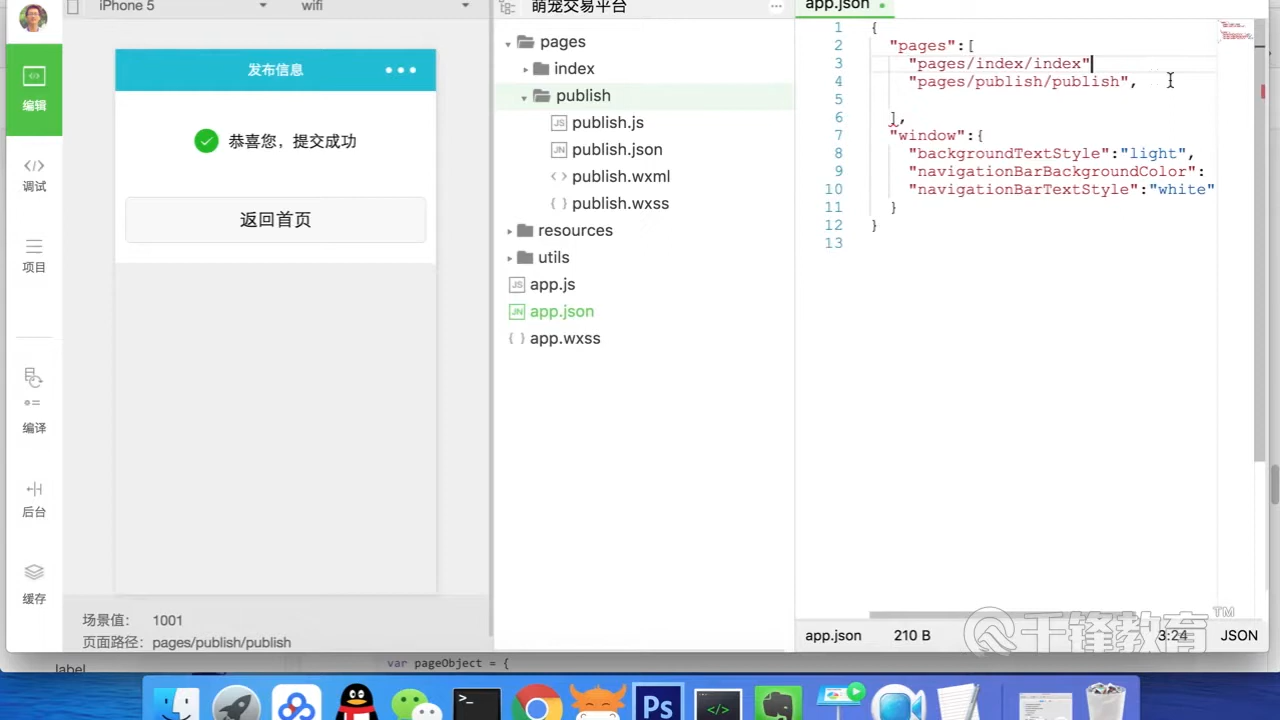 iPhone 5
wifi
萌宠交易平台
app.json
编辑
调试
项目
编译
后台
缓存
发布信息
恭喜您，提交成功
返回首页
场景值： 1001
页面路径： pages/publish/publish
pages
index
publish
publish.js
publish.json
publish.wxml
publish.wxss
resources
utils
app.js
app.json
app.wxss
1 {
2 "pages":[
3 "pages/index/index"
4 "pages/publish/publish",
5
6 ],
7 "window":{
8 "backgroundTextStyle":"light",
9 "navigationBarBackgroundColor":
10 "navigationBarTextStyle":"white"
11 }
12 }
13
app.json 210 B 3:24 JSON
千锋教育TM
label
var pageObject = {
Ps